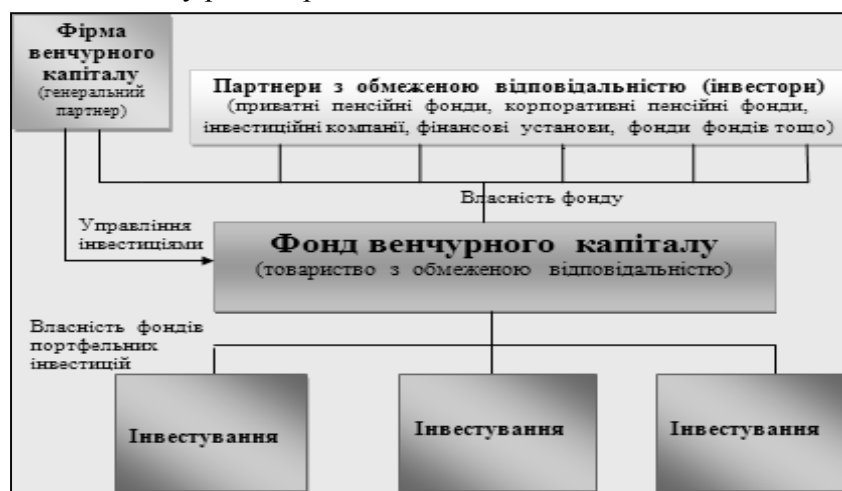 Фірма
венчурного
капіталу
(генеральний
партнер)
Партнери з обмеженою відповідальністю (інвестори)
(приватні пенсійні фонди, корпоративні пенсійні фонди,
інвестиційні компанії, фінансові установи, фонди фондів тощо)
Власність фонду
Управління
інвестиціями
Фонд венчурного капіталу
(товариство з обмеженою відповідальністю)
Власність фондів
портфельних
інвестицій
Інвестування
Інвестування
Інвестування